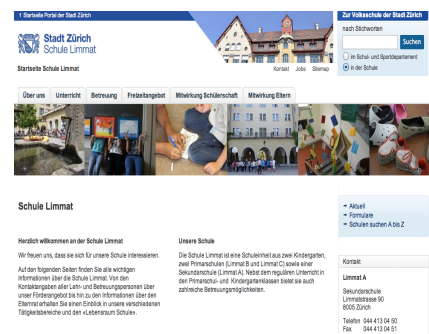 Startseite Portal der Stadt Zürich
Zur Volksschule der Stadt Zürich
nach Stichworten
Suchen
im Schul- und Sportdepartement
in der Schule
Stadt Zürich
Schule Limmat
Startseite Schule Limmat
Kontakt Jobs Sitemap
Über uns Unterricht Betreuung Freizeitangebot Mitwirkung Schülerschaft Mitwirkung Eltern
Schule Limmat
Herzlich willkommen an der Schule Limmat
Wir freuen uns, dass sie sich für unsere Schule interessieren.
Auf den folgenden Seiten finden Sie alle wichtigen
Informationen über die Schule Limmat. Von den
Kontaktangaben aller Lehr- und Betreuungspersonen über
unser Förderangebot bis hin zu den Informationen über den
Elternrat erhalten Sie einen Einblick in unsere verschiedenen
Tätigkeitsbereiche und den «Lebensraum Schule».
Unsere Schule
Die Schule Limmat ist eine Schuleinheit aus zwei Kindergarten,
zwei Primarschulen (Limmat B und Limmat C) sowie einer
Sekundarschule (Limmat A). Nebst dem regulären Unterricht in
den Primarschul- und Kindergartenklassen bietet sie auch
zahlreiche Betreuungsmöglichkeiten.
Aktuell
Formulare
Schulen suchen A bis Z
Kontakt
Limmat A
Sekundarschule
Limmatstrasse 90
8005 Zürich
Telefon 044 413 04 50
Fax 044 413 04 51